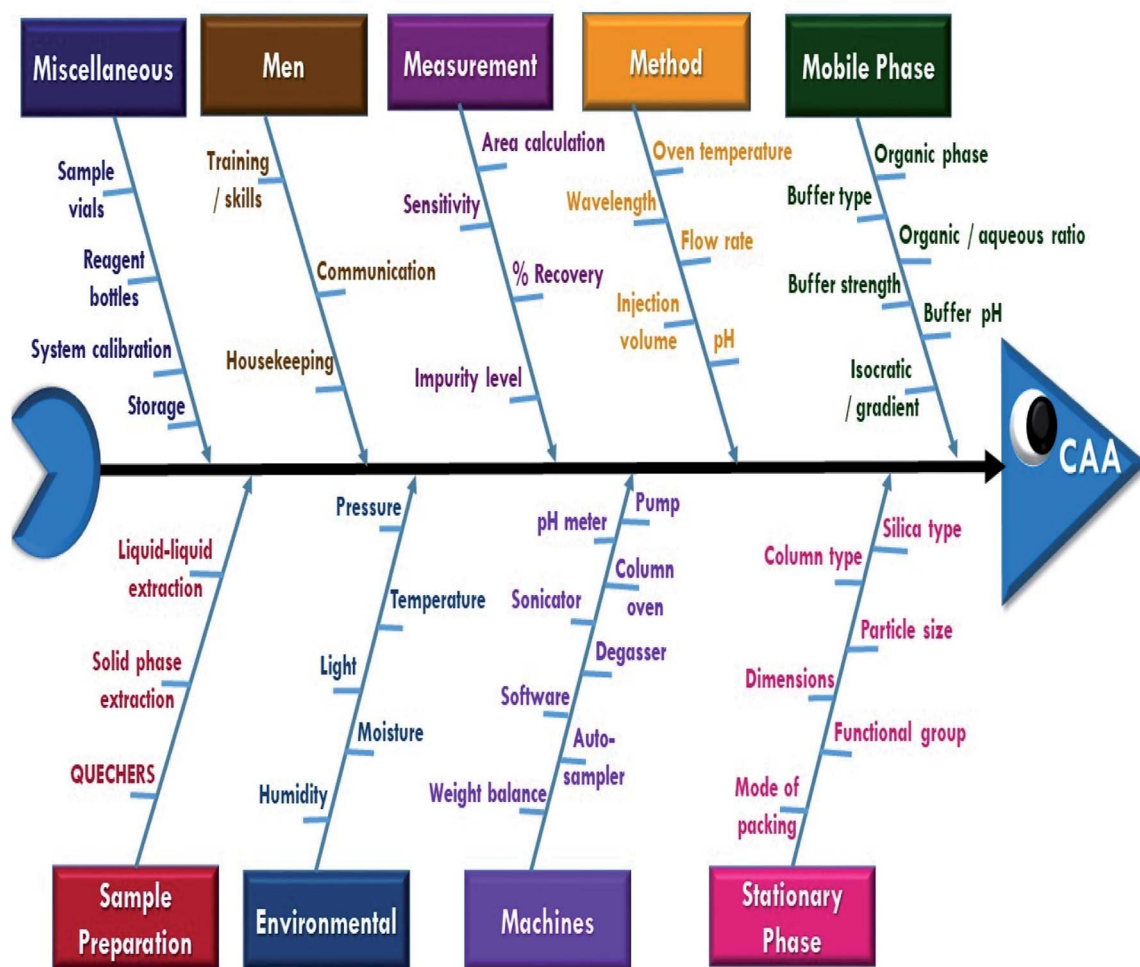 Miscellaneous
Men
Measurement
Method
Mobile Phase
Sample
vials
Reagent
bottles
System calibration
Storage
Training
/ skills
Communication
Housekeeping
Area calculation
Sensitivity
% Recovery
Impurity level
Oven temperature
Wavelength
Flow rate
Injection
volume
pH
Organic phase
Buffer type
Organic / aqueous ratio
Buffer strength
Buffer pH
Isocratic
/ gradient
CAA
Liquid-liquid
extraction
Solid phase
extraction
QUECHERS
Pressure
Temperature
Light
Moisture
Humidity
Pump
pH meter
Column
oven
Sonicator
Degasser
Software
Auto-
sampler
Weight balance
Silica type
Column type
Particle size
Dimensions
Functional group
Mode of
packing
Sample
Preparation
Environmental
Machines
Stationary
Phase